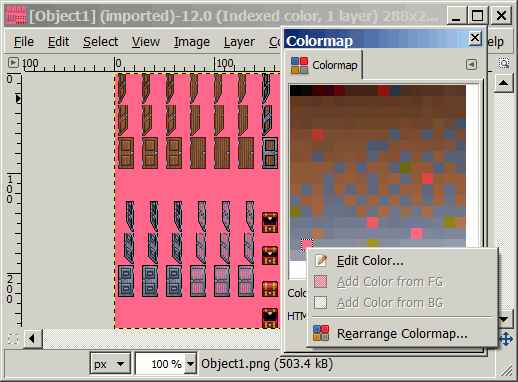 [Object1] (imported)-12.0 (Indexed color, 1 layer) 288x2...
File Edit Select View Image Layer Co elp
Colormap
Colormap
100 0 100
0
100
200
Colo
HTM
Edit Color...
Add Color from FG
Add Color from BG
Rearrange Colormap...
px 100 % Object1.png (503.4 kB)